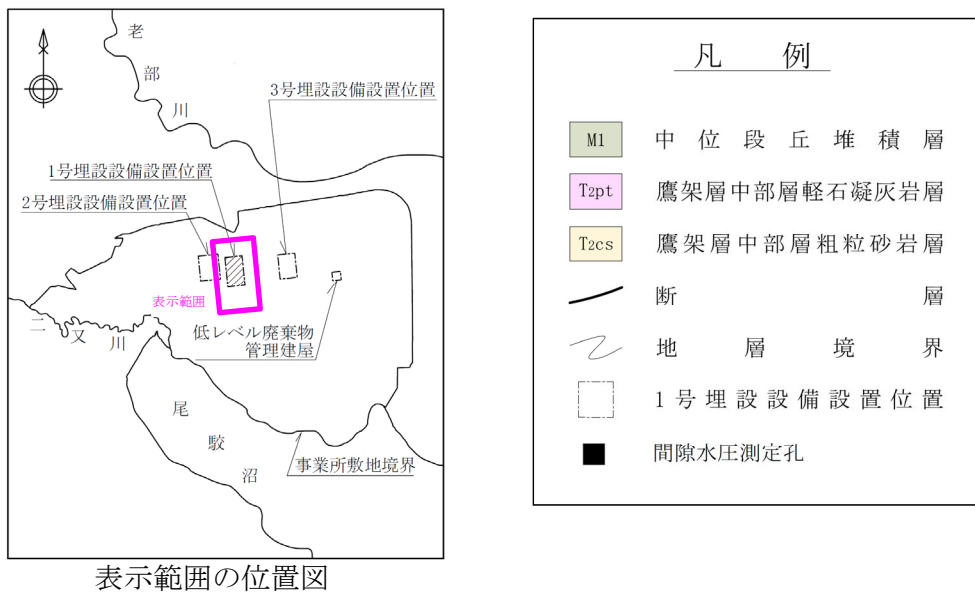 老部川
3号埋設設備設置位置
1号埋設設備設置位置
2号埋設設備設置位置
表示範囲
低レベル廃棄物
管理建屋
二又川
尾駮沼
事業所敷地境界
表示範囲の位置図
凡 例
M1 中位段丘堆積層
T2pt 鷹架層中部層軽石凝灰岩層
T2cs 鷹架層中部層粗粒砂岩層
断層
地層境界
1号埋設設備設置位置
間隙水圧測定孔